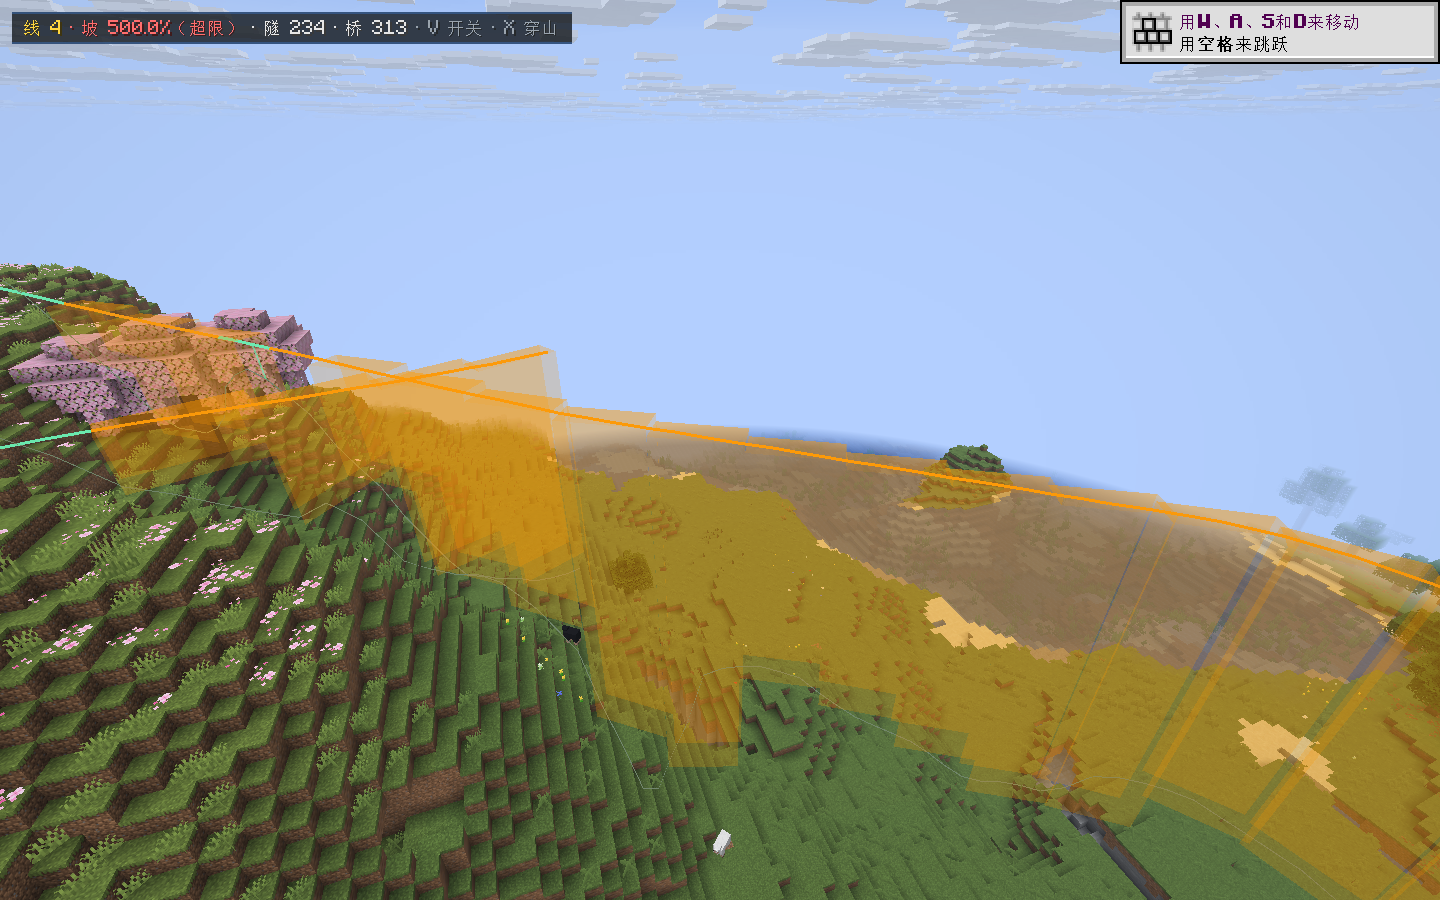 线 4 · 坡 500.0%（超限） · 隧 234 · 桥 313 · V 开关 · X 穿山
用W、A、S和D来移动
用空格来跳跃